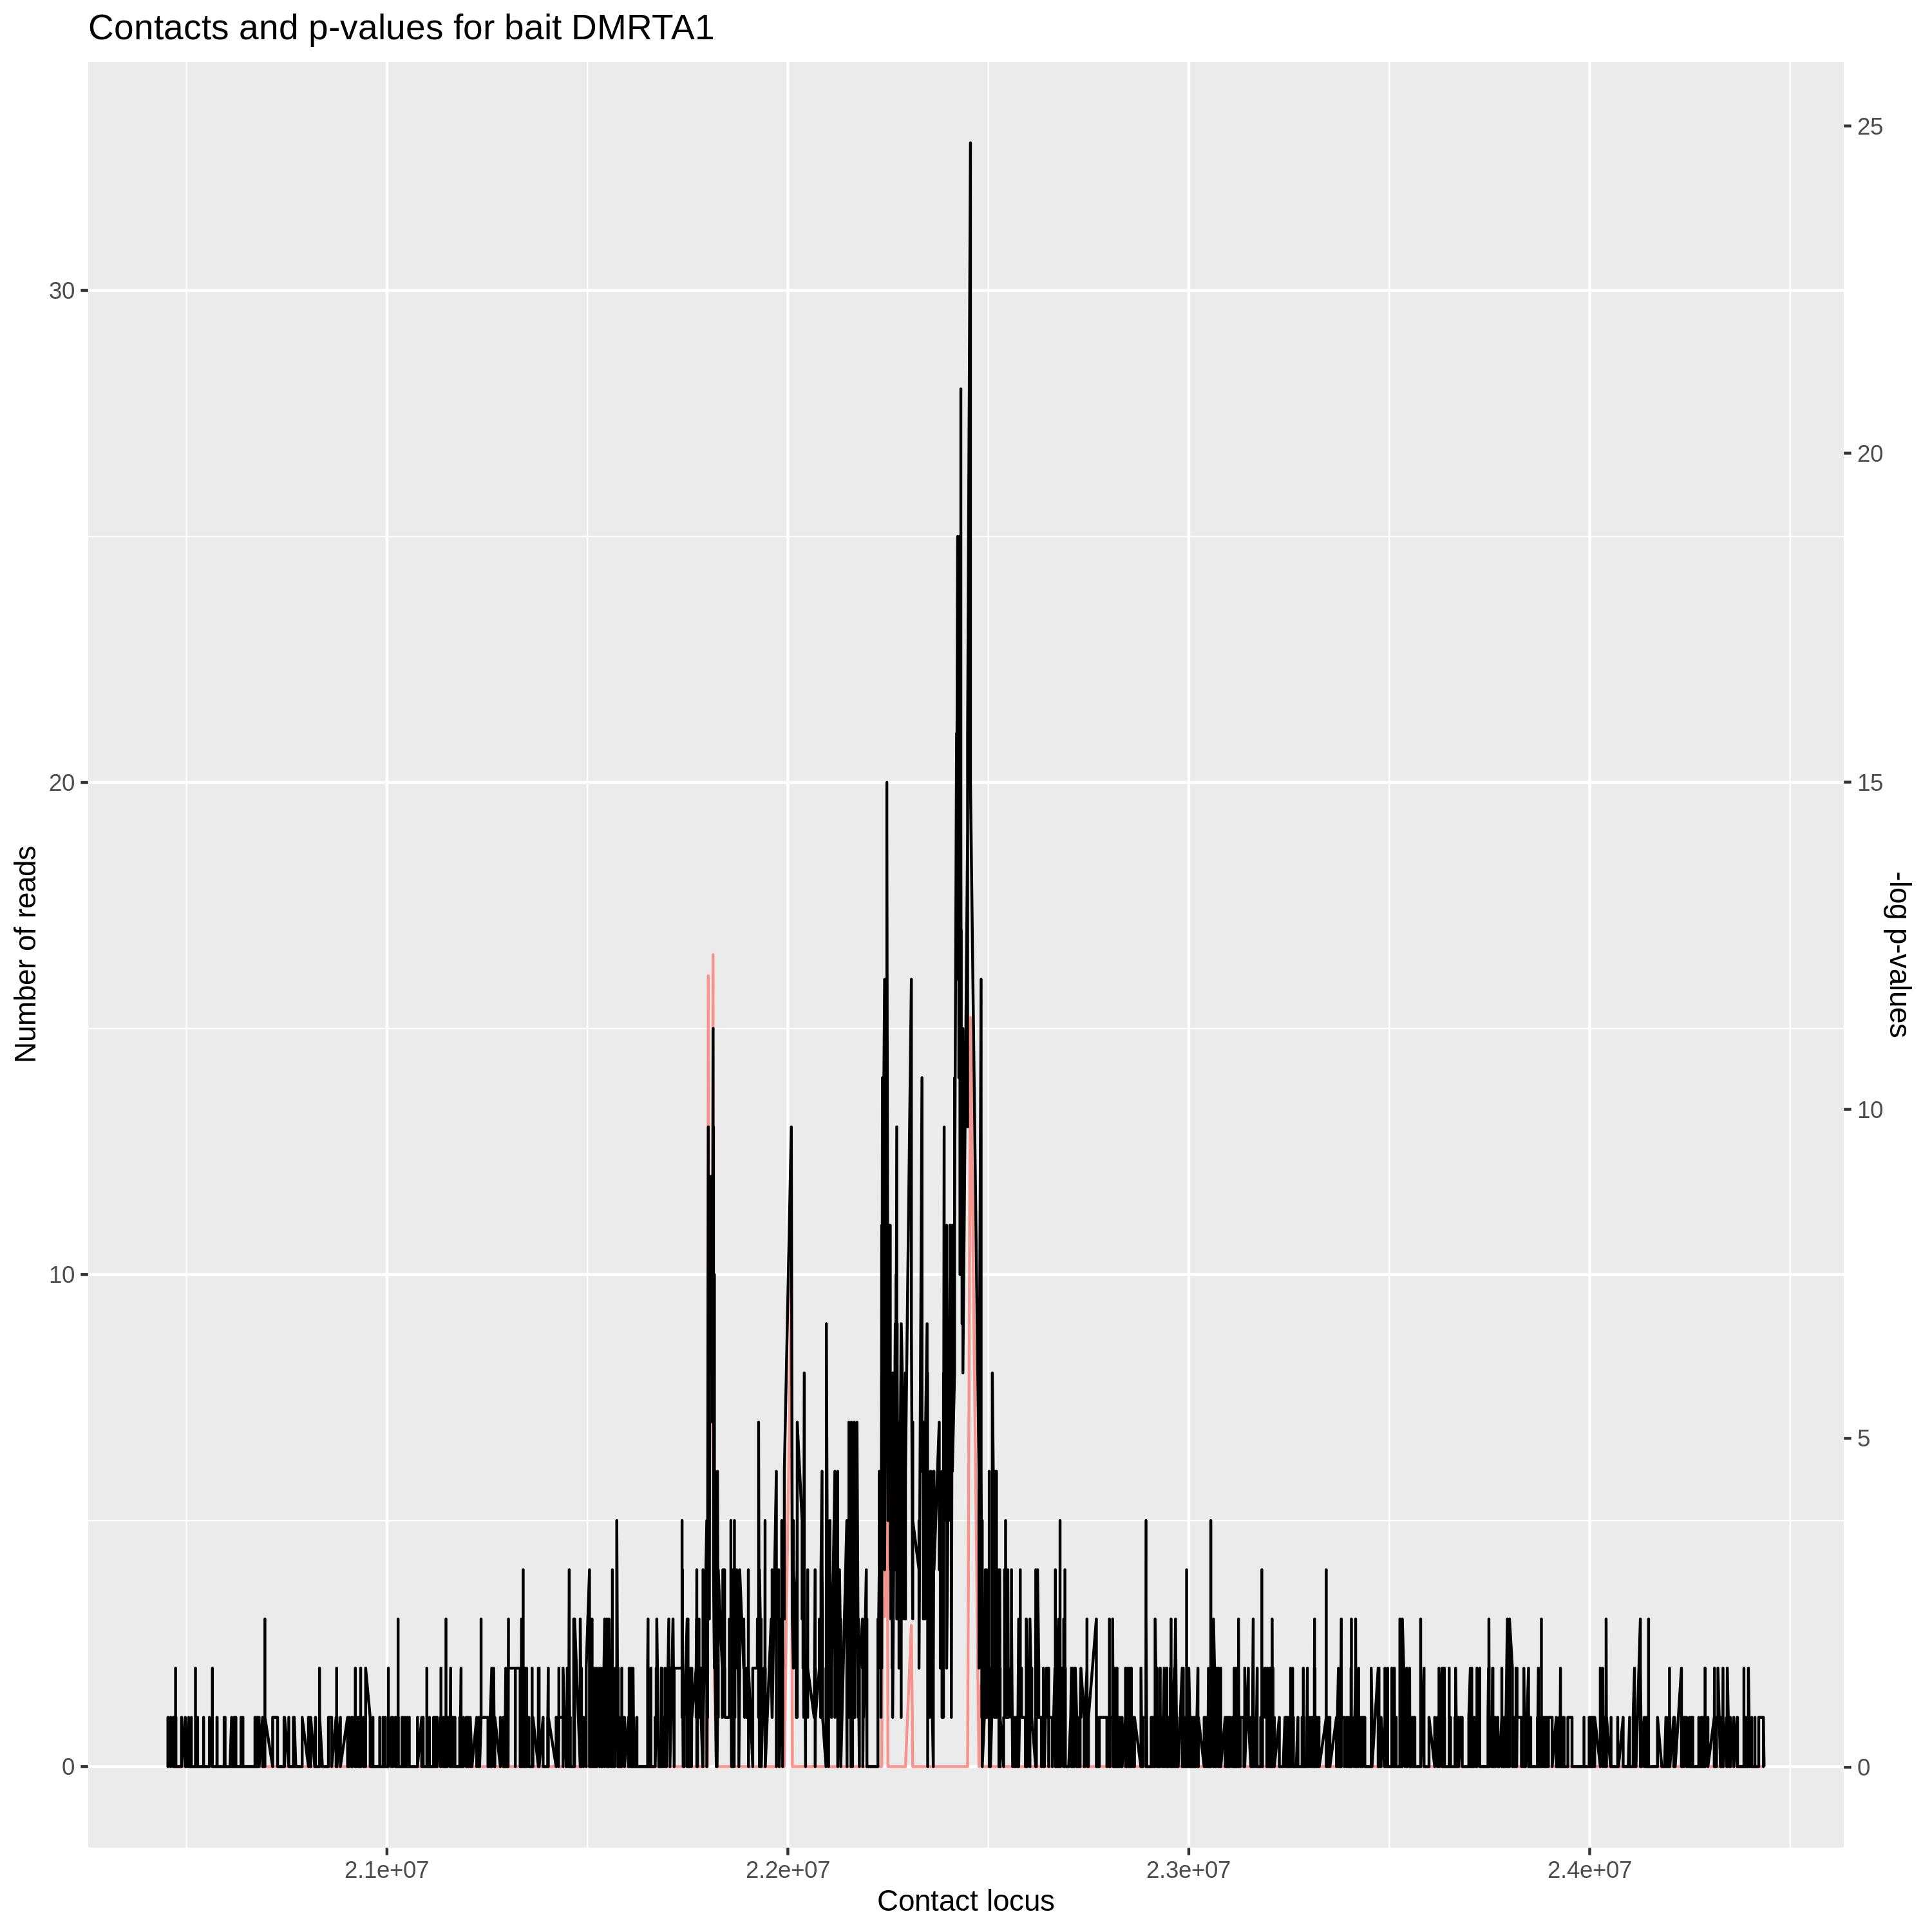 Contacts and p-values for bait DMRTA1
30
20
10
0
Number of reads
25
20
15
10
5
0
-log p-values
2.1e+07 2.2e+07 2.3e+07 2.4e+07
Contact locus